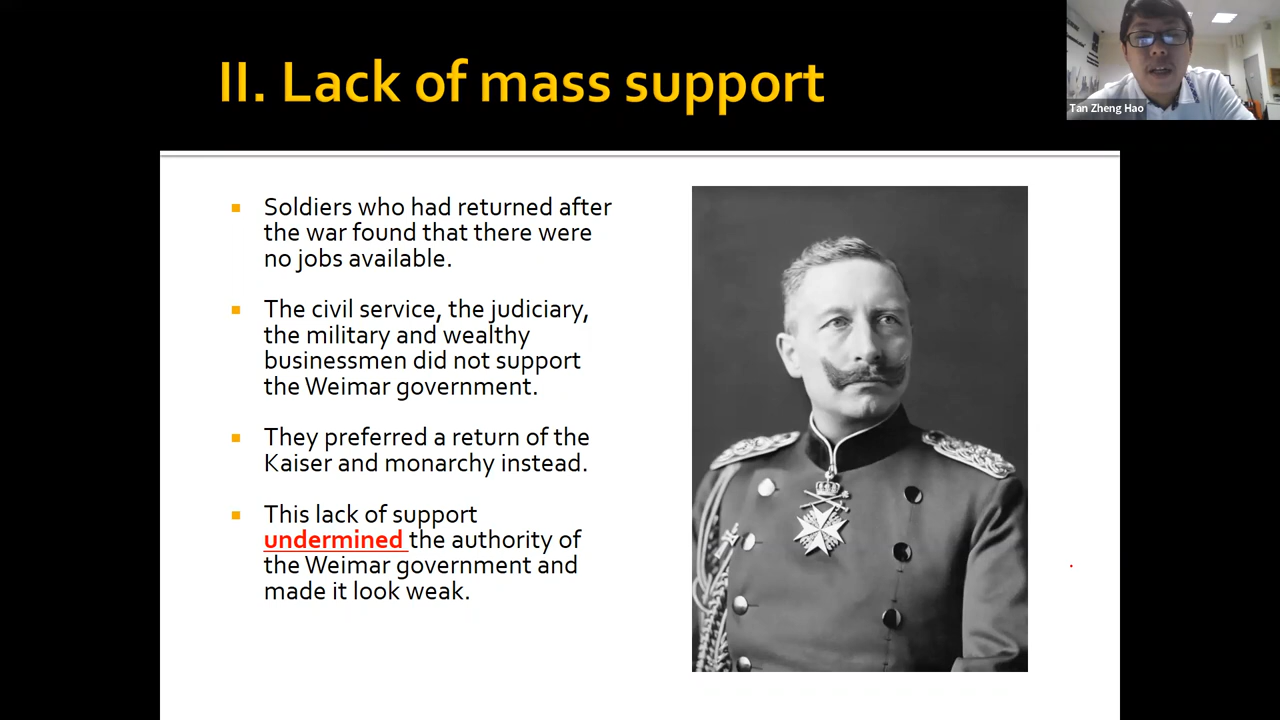 II. Lack of mass support
Tan Zheng Hao
Soldiers who had returned after
the war found that there were
no jobs available.
The civil service, the judiciary,
the military and wealthy
businessmen did not support
the Weimar government.
They preferred a return of the
Kaiser and monarchy instead.
This lack of support
undermined the authority of
the Weimar government and
made it look weak.